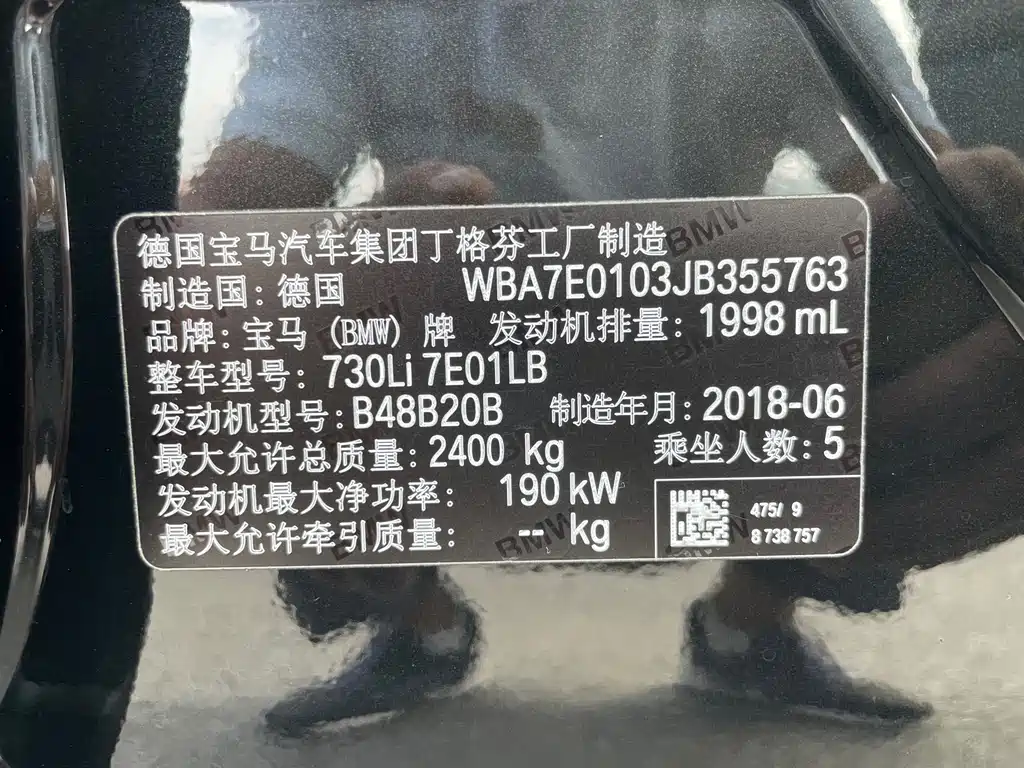 德国宝马汽车集团丁格芬工厂制造
制造国：德国 WBA7E0103JB355763
品牌：宝马 (BMW) 牌 发动机排量：1998 mL
整车型号：730Li 7E01LB
发动机型号：B48B20B 制造年月：2018-06
最大允许总质量：2400 kg 乘坐人数：5
发动机最大净功率： 190 kW
最大允许牵引质量： -- kg
475/ 9
8 738 757
BMW
BMW
BMW